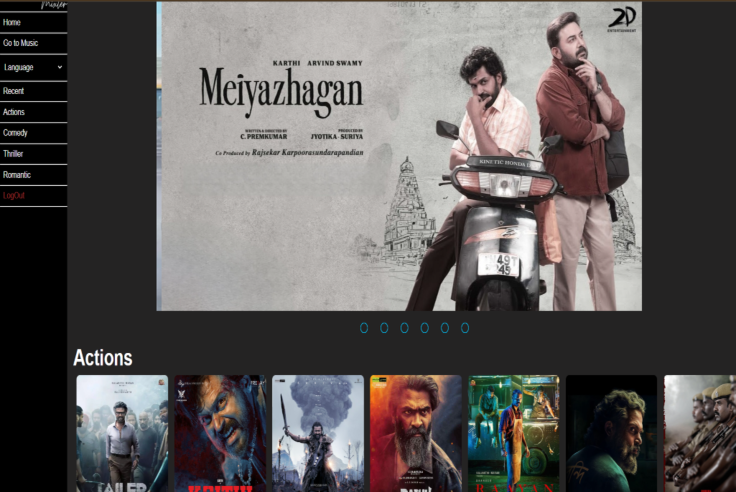 Home
Go to Music
Language
Recent
Actions
Comedy
Thriller
Romantic
LogOut
2D
ENTERTAINMENT
KARTHI ARVIND SWAMY
Meiyazhagan
WRITTEN & DIRECTED BY
C. PREMKUMAR
PRODUCED BY
JYOTIKA - SURIYA
Co Produced by Rajsekar Karpoorasundarapandian
KINETIC HONDA
Actions
JAILER
RAAYAN